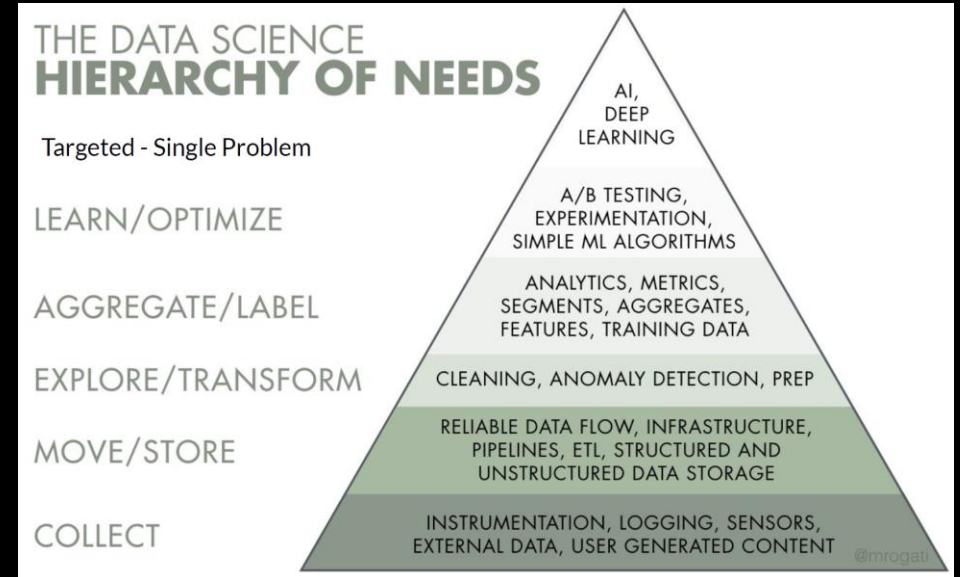 THE DATA SCIENCE
HIERARCHY OF NEEDS
Targeted - Single Problem
AI,
DEEP
LEARNING
LEARN/OPTIMIZE
A/B TESTING,
EXPERIMENTATION,
SIMPLE ML ALGORITHMS
AGGREGATE/LABEL
ANALYTICS, METRICS,
SEGMENTS, AGGREGATES,
FEATURES, TRAINING DATA
EXPLORE/TRANSFORM
CLEANING, ANOMALY DETECTION, PREP
MOVE/STORE
RELIABLE DATA FLOW, INFRASTRUCTURE,
PIPELINES, ETL, STRUCTURED AND
UNSTRUCTURED DATA STORAGE
COLLECT
INSTRUMENTATION, LOGGING, SENSORS,
EXTERNAL DATA, USER GENERATED CONTENT
@mrogati